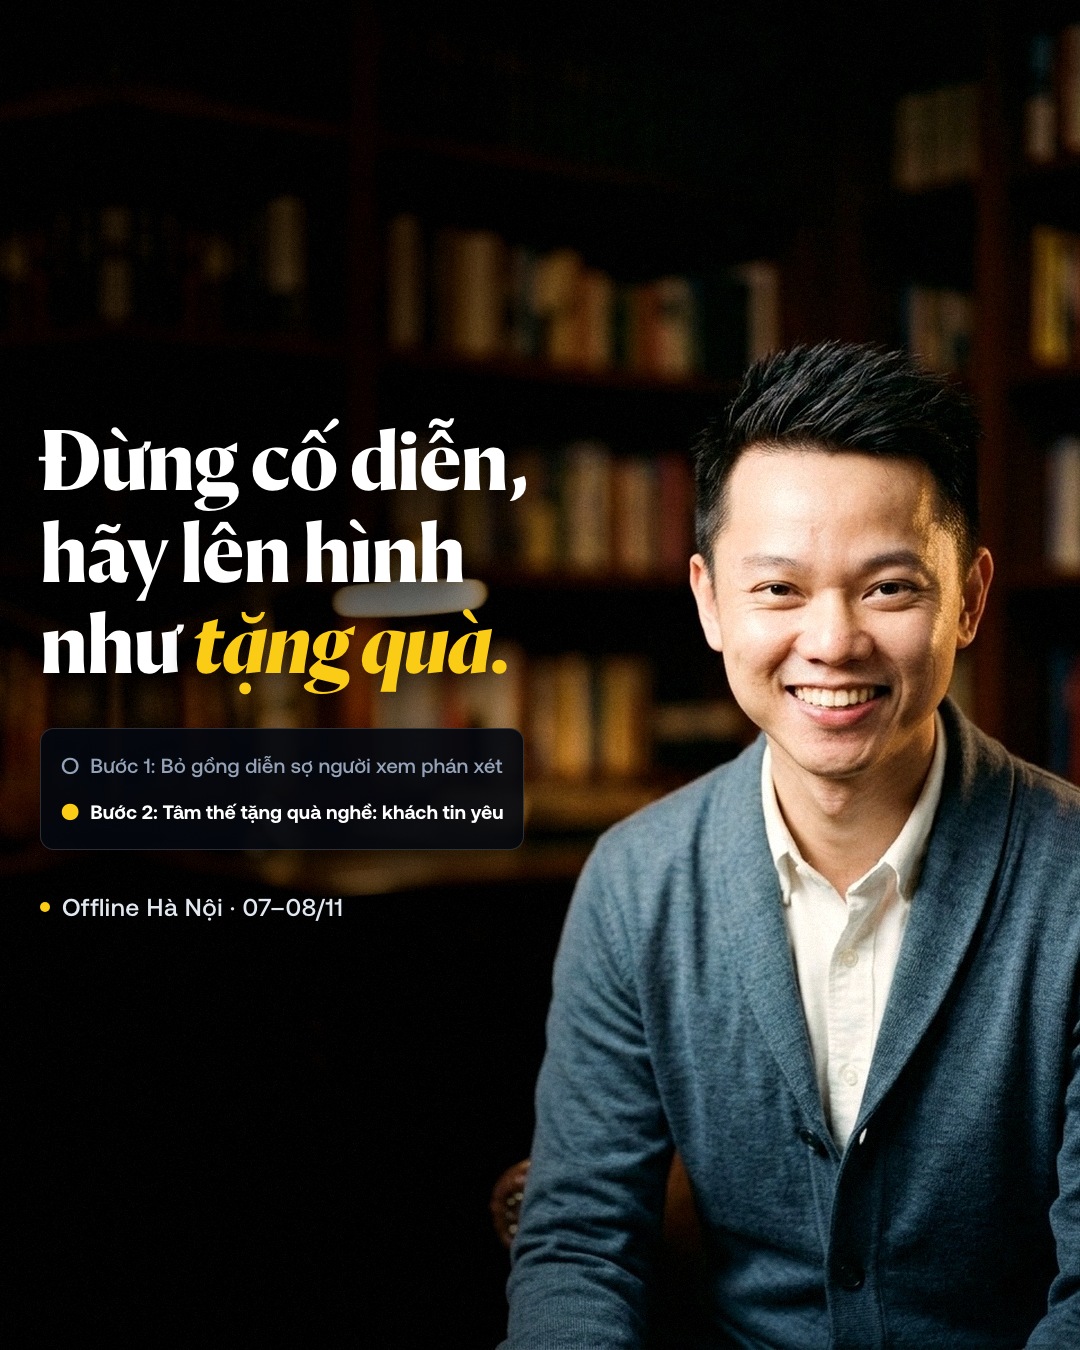 Đừng cố diễn,
hãy lên hình
như tặng quà.
Bước 1: Bỏ gồng diễn sợ người xem phán xét
Bước 2: Tâm thế tặng quà nghề: khách tin yêu
Offline Hà Nội · 07–08/11